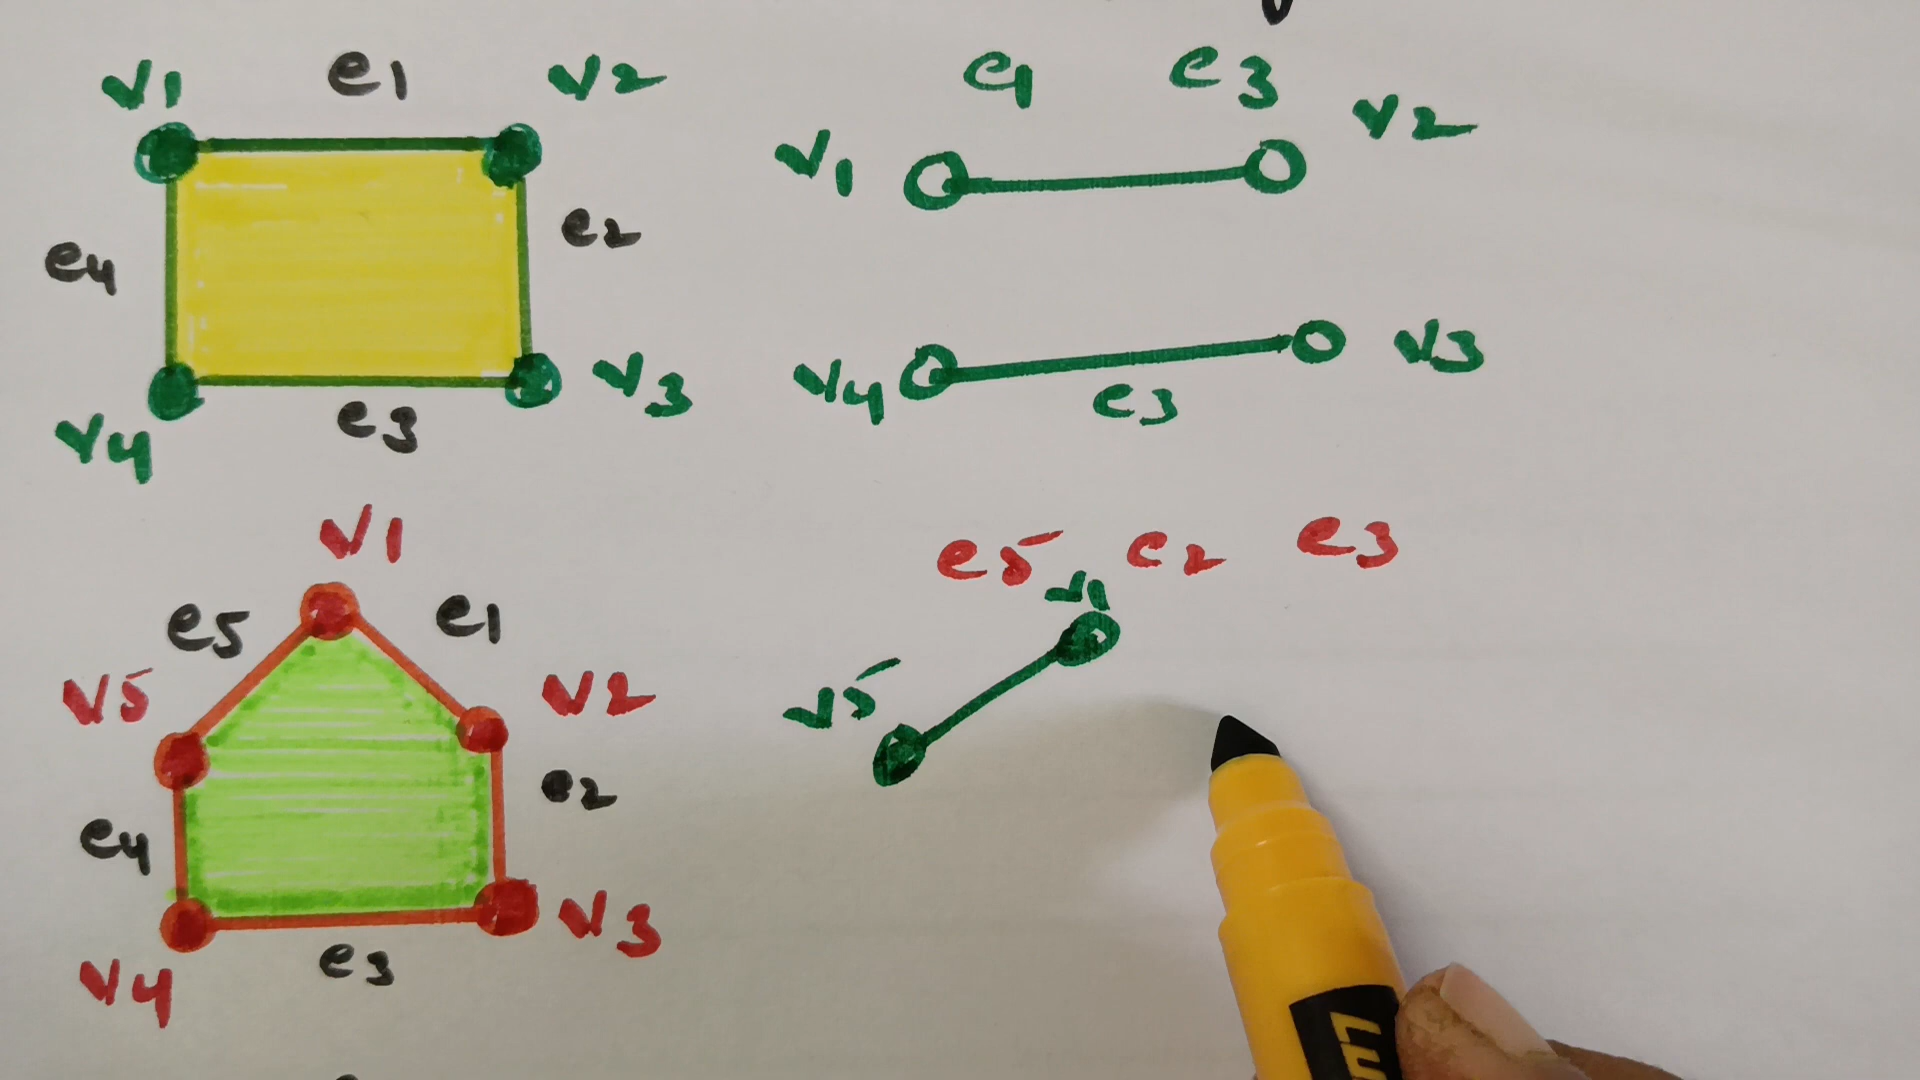 v1 e1 v2
e4 e2
v4 e3 v3
e1 e3
v1 v2
v4 v3
e3
v1
e5 e1
v5 v2
e4 e2
v4 e3 v3
e5 e2 e3
v1
v5